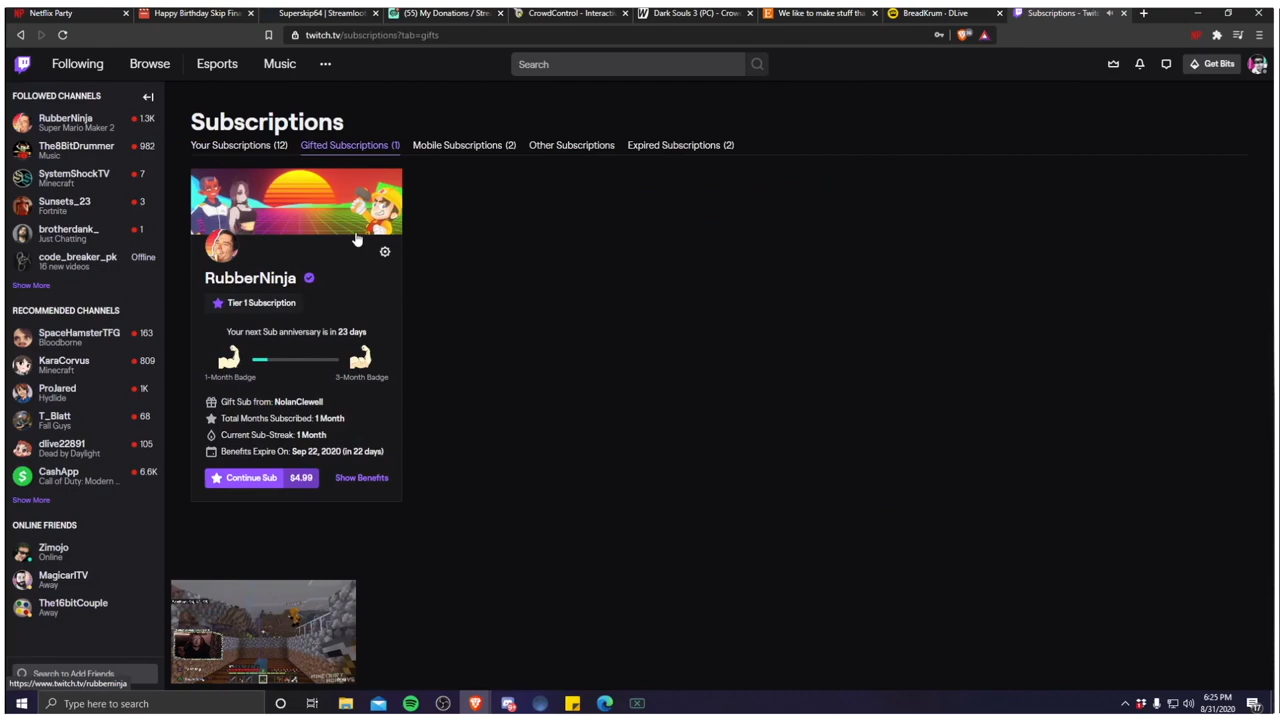 Netflix Party
Happy Birthday Skip Fina
Superskip64 | Streamloot
(55) My Donations / Stre
CrowdControl - Interact
Dark Souls 3 (PC) - Crow
We like to make stuff tha
BreadKrum - DLive
Subscriptions - Twitc
twitch.tv/subscriptions?tab=gifts
Following
Browse
Esports
Music
Search
Get Bits
FOLLOWED CHANNELS
RubberNinja
1.3K
Super Mario Maker 2
The8BitDrummer
982
Music
SystemShockTV
7
Minecraft
Sunsets_23
3
Fortnite
brotherdank_
1
Just Chatting
code_breaker_pk
Offline
16 new videos
Show More
RECOMMENDED CHANNELS
SpaceHamsterTFG
163
Bloodborne
KaraCorvus
809
Minecraft
ProJared
1K
Hydlide
T_Blatt
68
Fall Guys
dlive22891
105
Dead by Daylight
CashApp
6.6K
Call of Duty: Modern ...
Show More
ONLINE FRIENDS
Zimojo
Online
MagicarlTV
Away
The16bitCouple
Away
Search to Add Friends
https://www.twitch.tv/rubberninja
Subscriptions
Your Subscriptions (12)
Gifted Subscriptions (1)
Mobile Subscriptions (2)
Other Subscriptions
Expired Subscriptions (2)
RubberNinja
Tier 1 Subscription
Your next Sub anniversary is in 23 days
1-Month Badge
3-Month Badge
Gift Sub from: NolanClewell
Total Months Subscribed: 1 Month
Current Sub-Streak: 1 Month
Benefits Expire On: Sep 22, 2020 (in 22 days)
Continue Sub
$4.99
Show Benefits
Type here to search
6:25 PM
8/31/2020
17